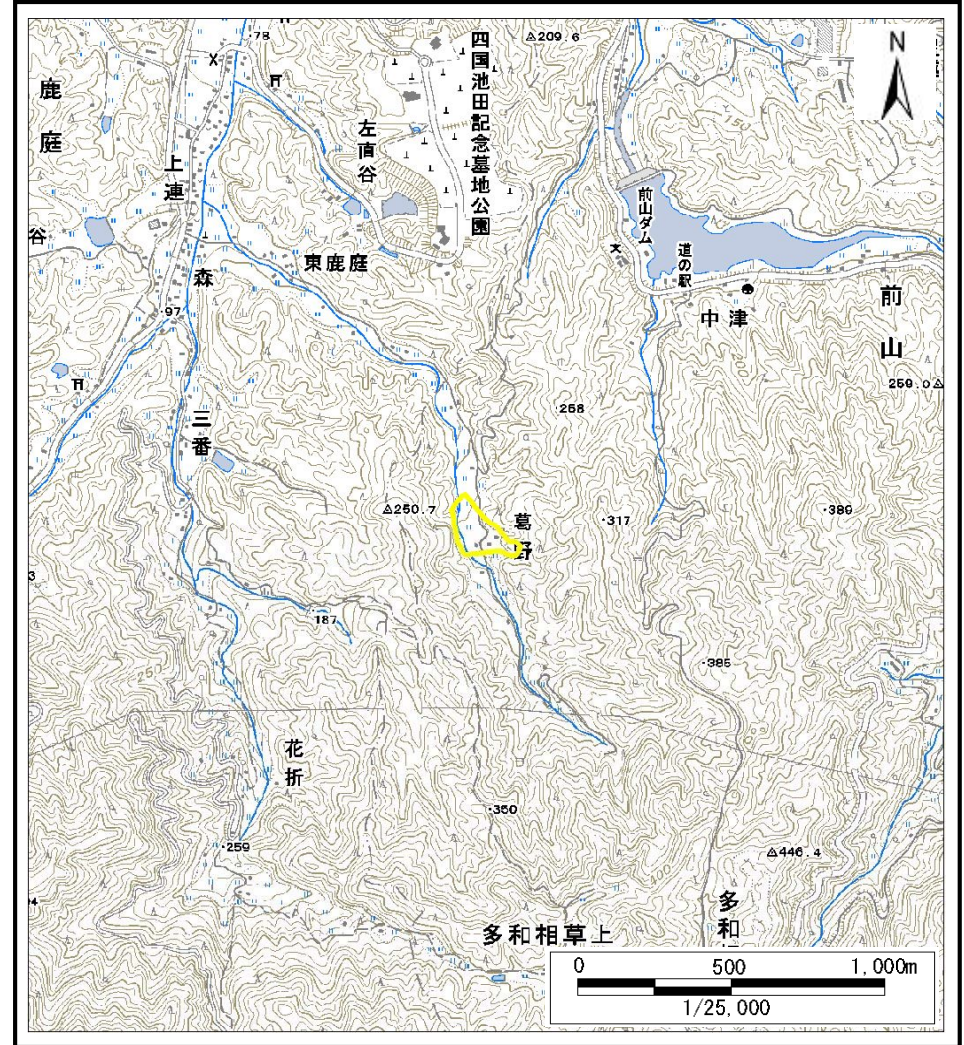 78
△209.6
N
四国池田記念墓地公園
鹿庭
左直谷
上連
谷
前山ダム
道の駅
東鹿庭
森
中津
前山
97
259.0△
258
三番
△250.7
葛野
317
389
3
187
385
花折
350
259
△446.4
多和
多和相草上
0 500 1,000m
1/25,000